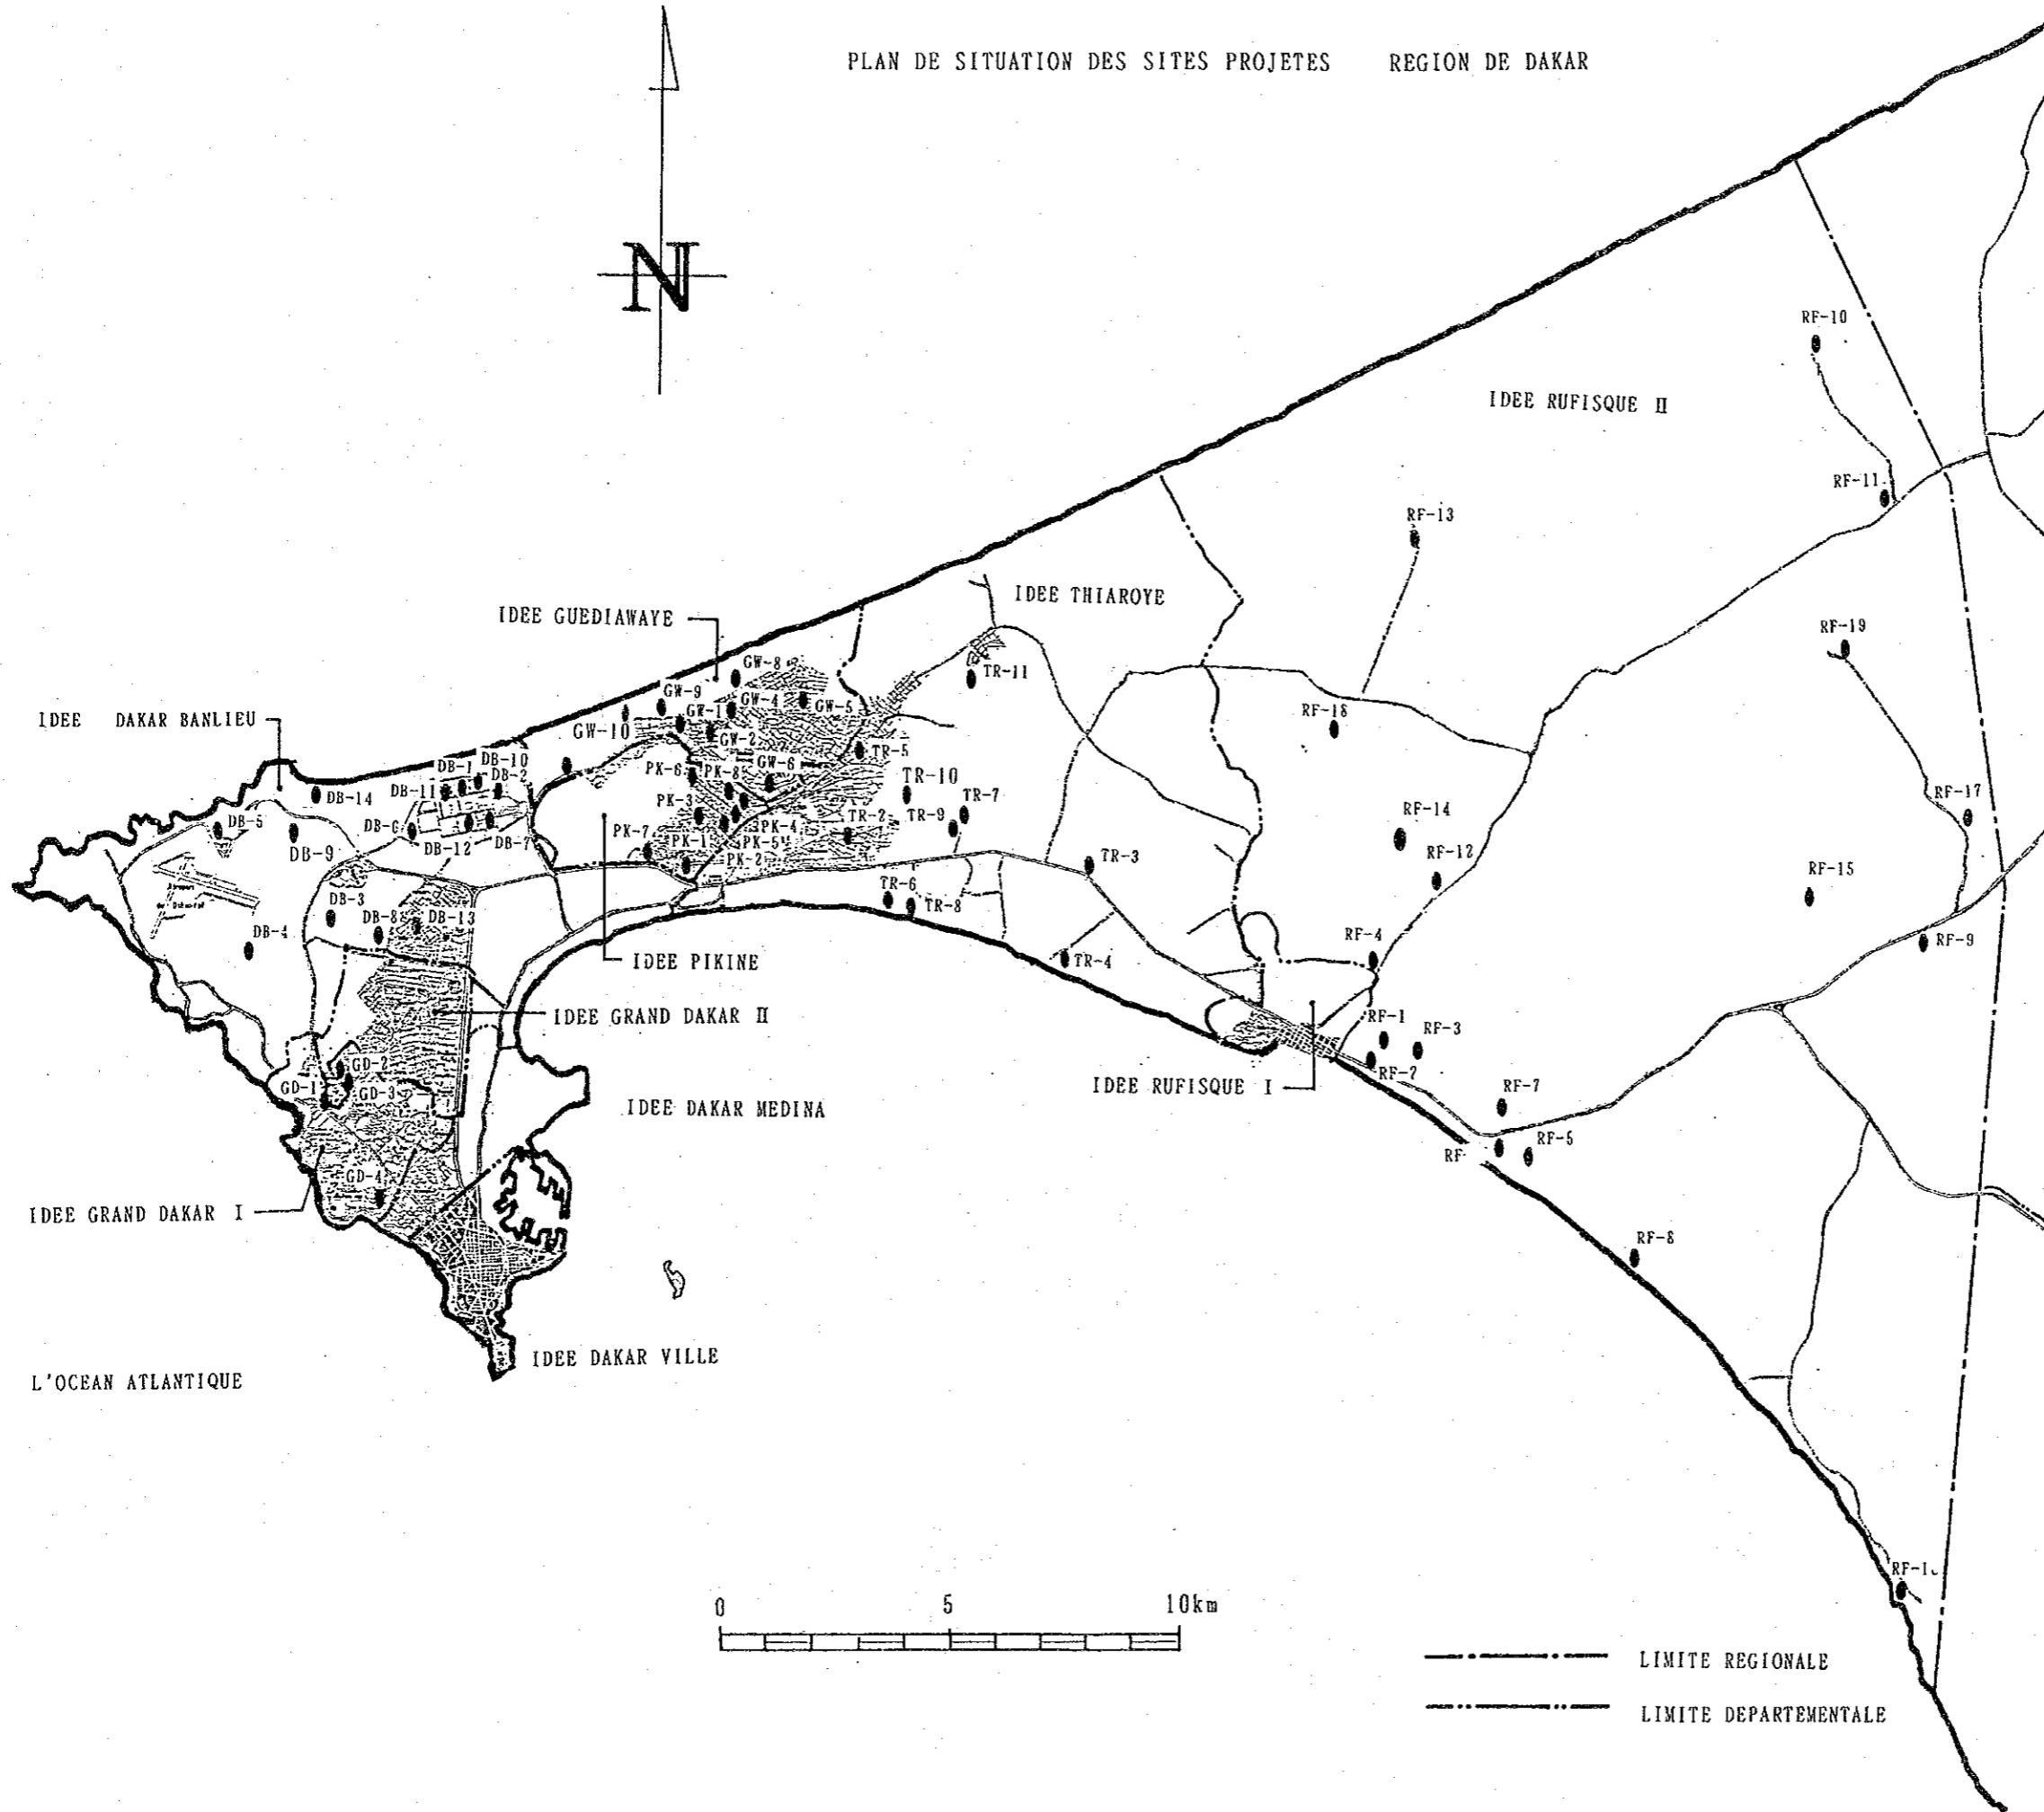 PLAN DE SITUATION DES SITES PROJETES REGION DE DAKAR
N
RF-10
IDEE RUFISQUE II
RF-11
RF-13
IDEE THIAROYE
IDEE GUEDIAWAYE
RF-19
GW-8
TR-11
GW-9
GW-4
GW-5
GW-1
RF-18
IDEE DAKAR BANLIEU
GW-10
GW-2
TR-5
DB-10
DB-1
DB-2
PK-6
PK-8
GW-6
TR-10
DB-11
DB-14
RF-17
PK-3
TR-7
RF-14
DB-5
DB-6
PK-7
PK-1
PK-4
TR-2
TR-9
DB-9
DB-12
DB-7
PK-5
PK-2
TR-3
RF-12
RF-15
DB-3
DB-8
DB-13
TR-6
TR-8
DB-4
RF-4
RF-9
IDEE PIKINE
TR-4
IDEE GRAND DAKAR II
RF-1
RF-3
GD-2
RF-2
GD-1
GD-3
IDEE RUFISQUE I
RF-7
IDEE DAKAR MEDINA
RF-5
RF-
GD-4
IDEE GRAND DAKAR I
RF-8
IDEE DAKAR VILLE
L'OCEAN ATLANTIQUE
0 5 10km
LIMITE REGIONALE
LIMITE DEPARTEMENTALE